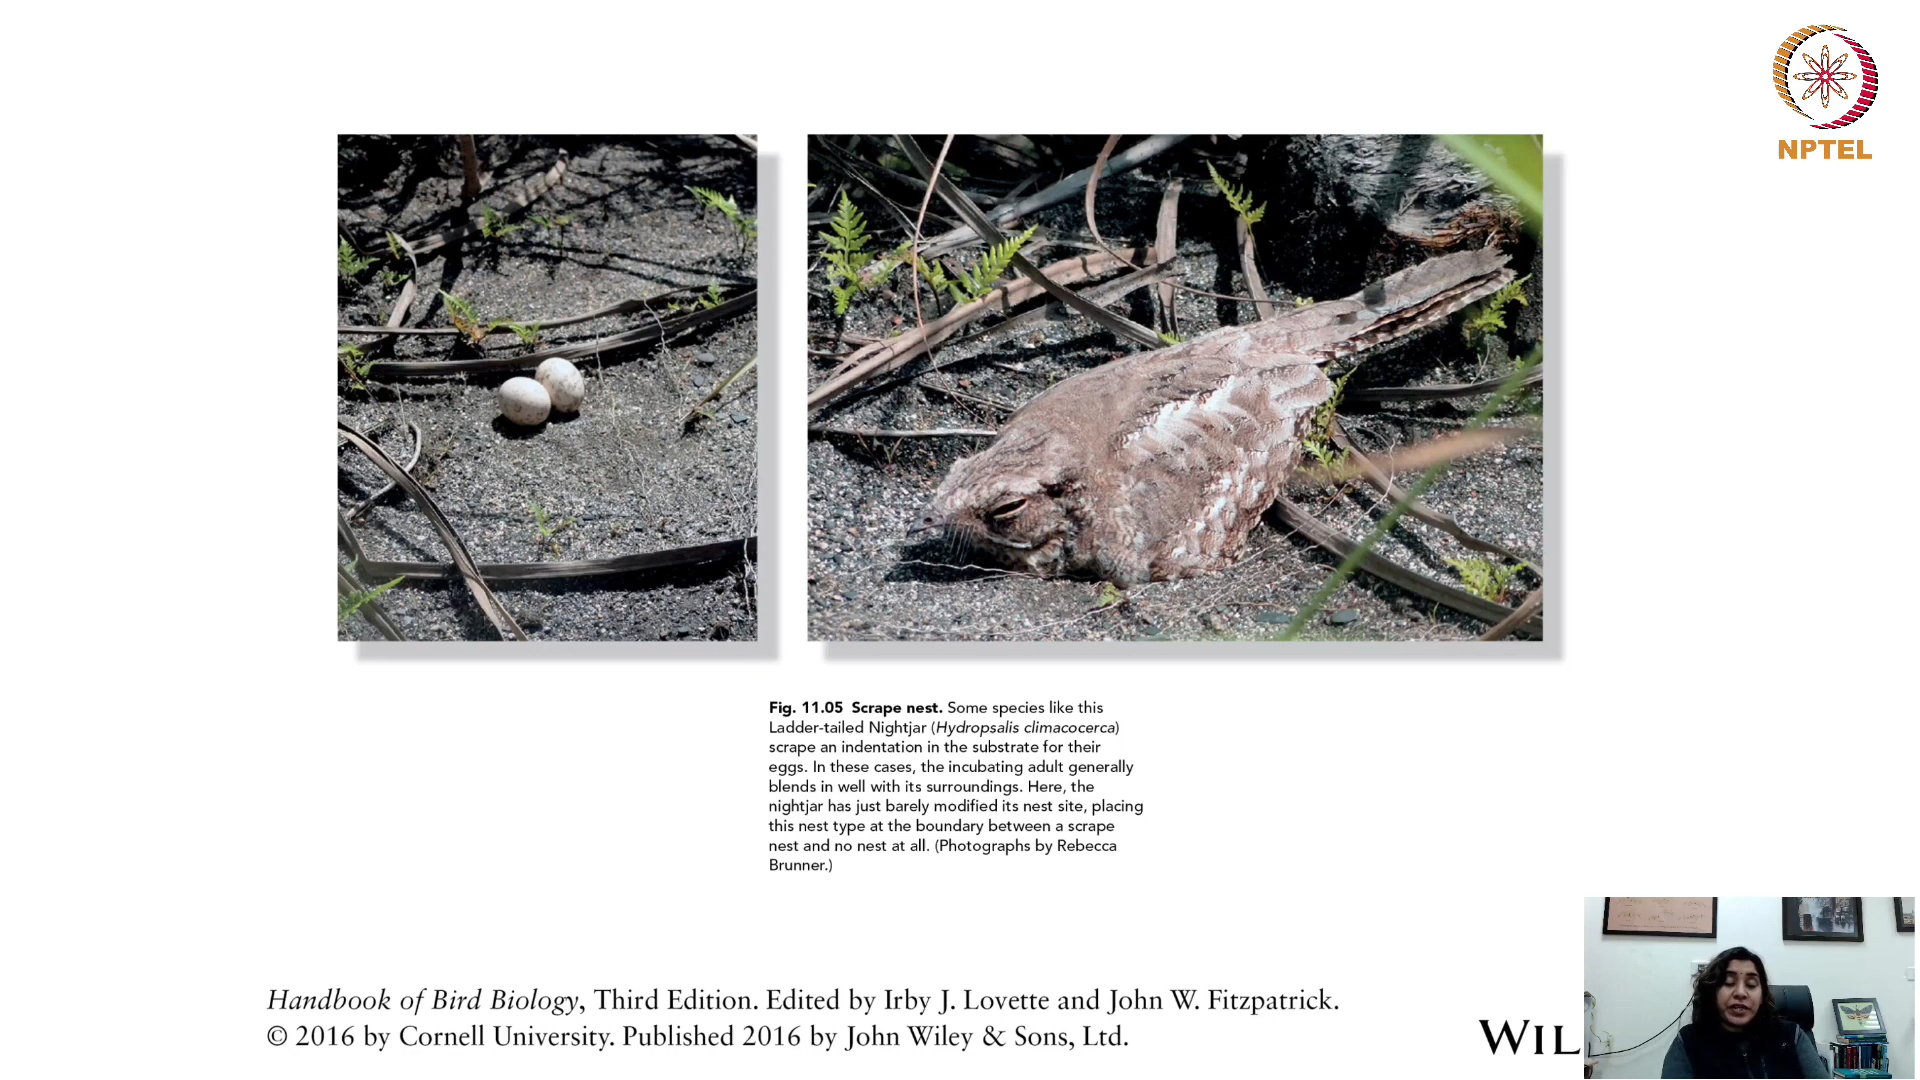 NPTEL
Fig. 11.05 Scrape nest. Some species like this
Ladder-tailed Nightjar (Hydropsalis climacocerca)
scrape an indentation in the substrate for their
eggs. In these cases, the incubating adult generally
blends in well with its surroundings. Here, the
nightjar has just barely modified its nest site, placing
this nest type at the boundary between a scrape
nest and no nest at all. (Photographs by Rebecca
Brunner.)
Handbook of Bird Biology, Third Edition. Edited by Irby J. Lovette and John W. Fitzpatrick.
© 2016 by Cornell University. Published 2016 by John Wiley & Sons, Ltd.
WIL